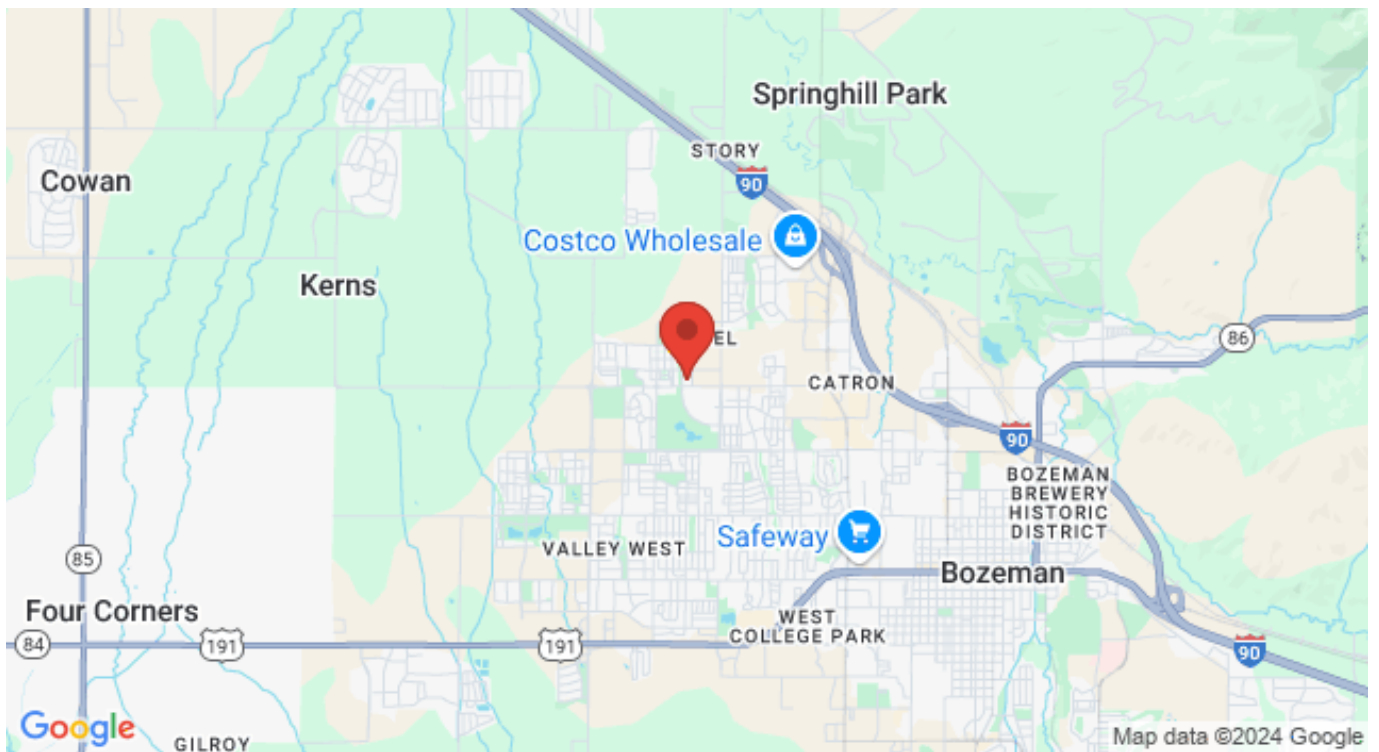 Springhill Park
STORY
90
Cowan
Costco Wholesale
Kerns
EL
86
CATRON
90
BOZEMAN
BREWERY
HISTORIC
DISTRICT
Safeway
VALLEY WEST
85
Bozeman
Four Corners
WEST
COLLEGE PARK
84
191
191
90
Google
GILROY
Map data ©2024 Google